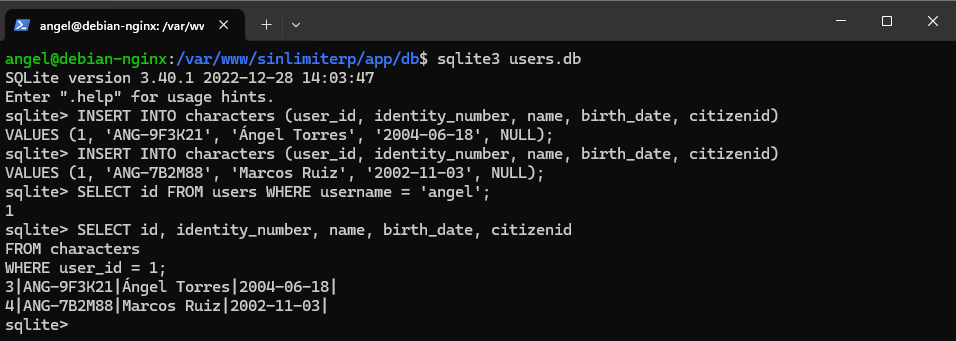 angel@debian-nginx: /var/ww
angel@debian-nginx:/var/www/sinlimiterp/app/db$ sqlite3 users.db
SQLite version 3.40.1 2022-12-28 14:03:47
Enter ".help" for usage hints.
sqlite> INSERT INTO characters (user_id, identity_number, name, birth_date, citizenid)
VALUES (1, 'ANG-9F3K21', 'Ángel Torres', '2004-06-18', NULL);
sqlite> INSERT INTO characters (user_id, identity_number, name, birth_date, citizenid)
VALUES (1, 'ANG-7B2M88', 'Marcos Ruiz', '2002-11-03', NULL);
sqlite> SELECT id FROM users WHERE username = 'angel';
1
sqlite> SELECT id, identity_number, name, birth_date, citizenid
FROM characters
WHERE user_id = 1;
3|ANG-9F3K21|Ángel Torres|2004-06-18|
4|ANG-7B2M88|Marcos Ruiz|2002-11-03|
sqlite>